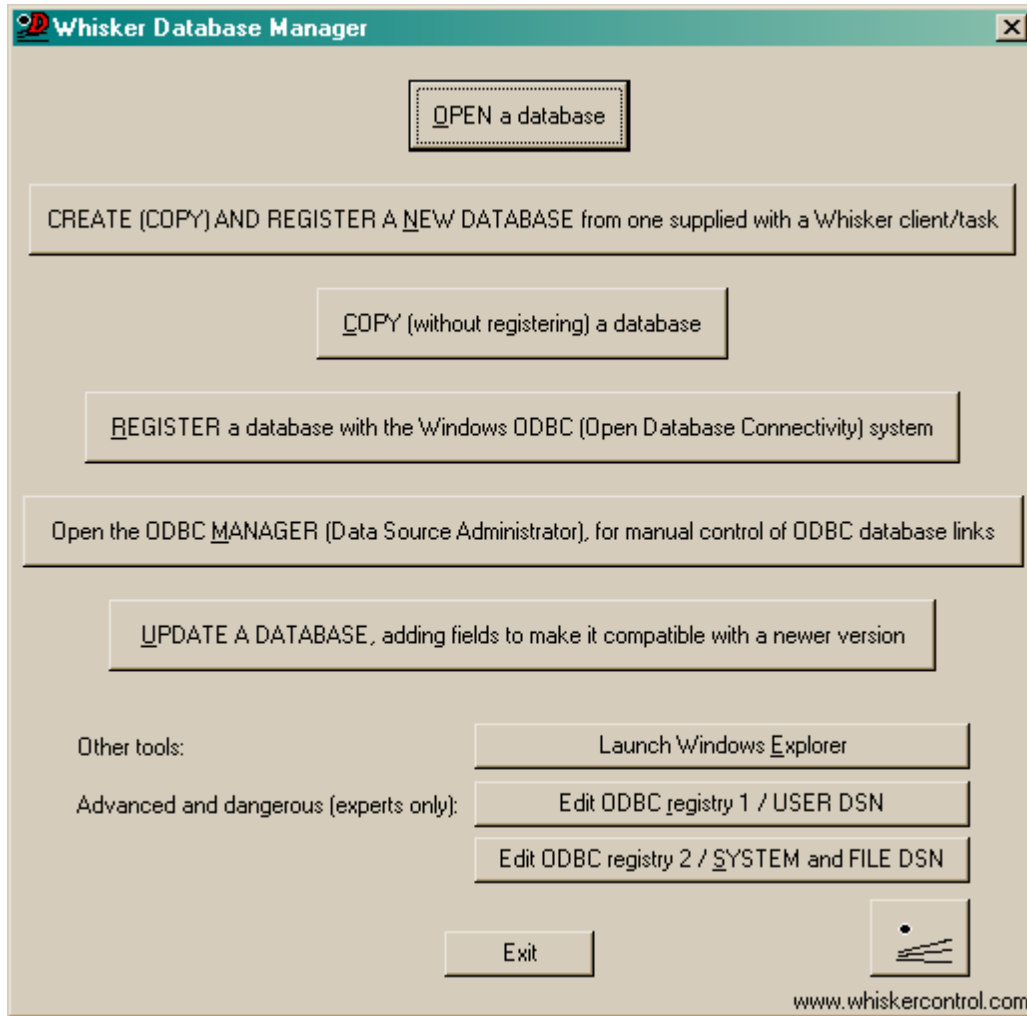 Whisker Database Manager
OPEN a database
CREATE (COPY) AND REGISTER A NEW DATABASE from one supplied with a Whisker client/task
COPY (without registering) a database
REGISTER a database with the Windows ODBC (Open Database Connectivity) system
Open the ODBC MANAGER (Data Source Administrator), for manual control of ODBC database links
UPDATE A DATABASE, adding fields to make it compatible with a newer version
Other tools: Launch Windows Explorer
Advanced and dangerous (experts only): Edit ODBC registry 1 / USER DSN
Edit ODBC registry 2 / SYSTEM and FILE DSN
Exit
www.whiskercontrol.com